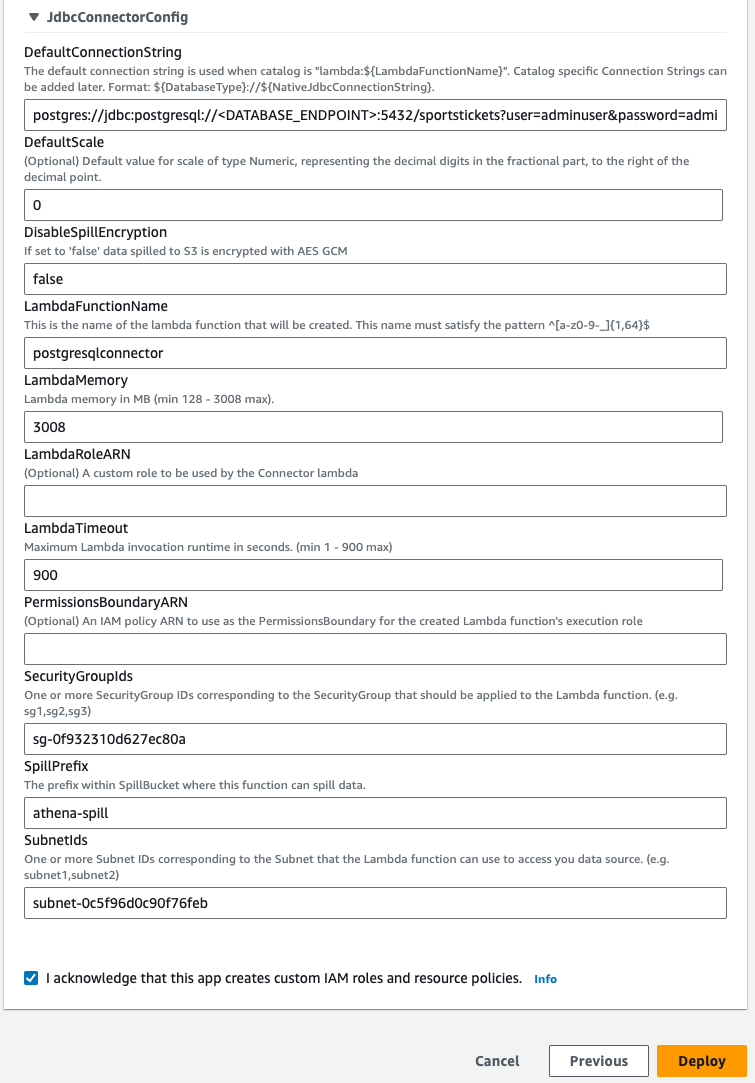 JdbcConnectorConfig
DefaultConnectionString
The default connection string is used when catalog is "lambda:${LambdaFunctionName}". Catalog specific Connection Strings can
be added later. Format: ${DatabaseType}://${NativeJdbcConnectionString}.
postgres://jdbc:postgresql://<DATABASE_ENDPOINT>:5432/sportstickets?user=adminuser&password=admi
DefaultScale
(Optional) Default value for scale of type Numeric, representing the decimal digits in the fractional part, to the right of the
decimal point.
0
DisableSpillEncryption
If set to 'false' data spilled to S3 is encrypted with AES GCM
false
LambdaFunctionName
This is the name of the lambda function that will be created. This name must satisfy the pattern ^[a-z0-9-_]{1,64}$
postgresqlconnector
LambdaMemory
Lambda memory in MB (min 128 - 3008 max).
3008
LambdaRoleARN
(Optional) A custom role to be used by the Connector lambda
LambdaTimeout
Maximum Lambda invocation runtime in seconds. (min 1 - 900 max)
900
PermissionsBoundaryARN
(Optional) An IAM policy ARN to use as the PermissionsBoundary for the created Lambda function's execution role
SecurityGroupIds
One or more SecurityGroup IDs corresponding to the SecurityGroup that should be applied to the Lambda function. (e.g.
sg1,sg2,sg3)
sg-0f932310d627ec80a
SpillPrefix
The prefix within SpillBucket where this function can spill data.
athena-spill
SubnetIds
One or more Subnet IDs corresponding to the Subnet that the Lambda function can use to access you data source. (e.g.
subnet1,subnet2)
subnet-0c5f96d0c90f76feb
I acknowledge that this app creates custom IAM roles and resource policies. Info
Cancel Previous Deploy